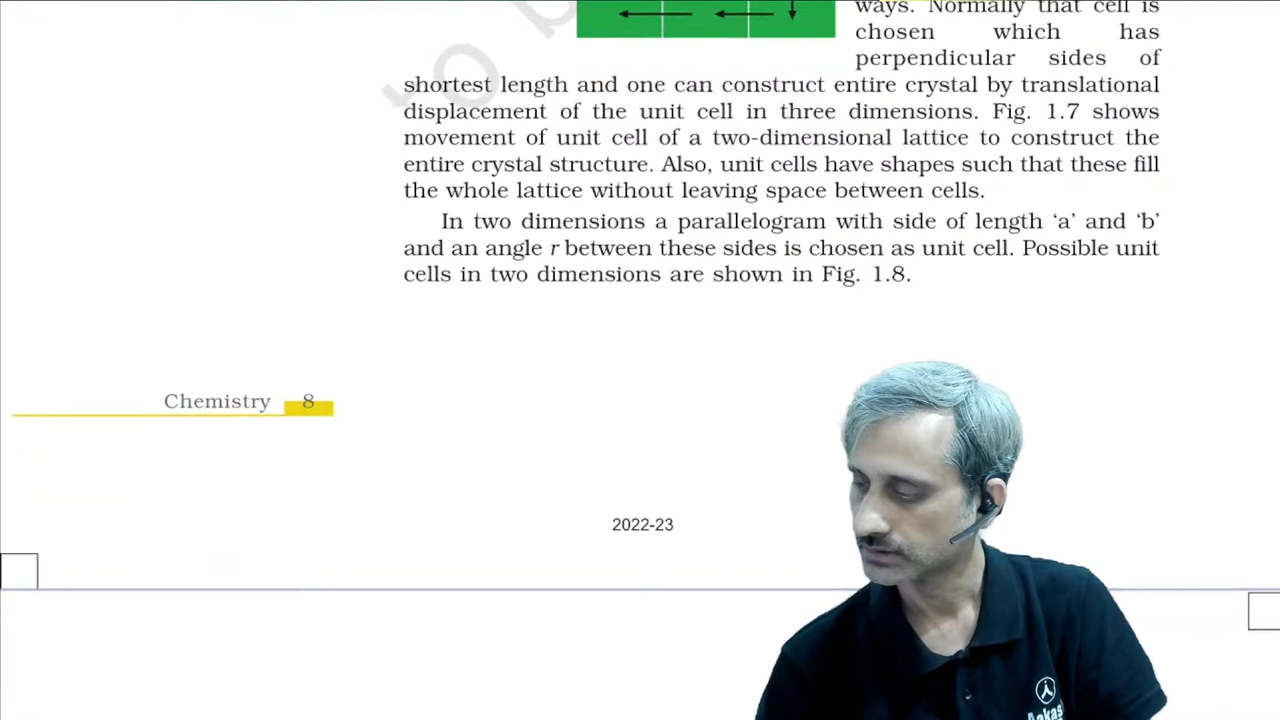 ways. Normally that cell is
chosen which has
perpendicular sides of
shortest length and one can construct entire crystal by translational
displacement of the unit cell in three dimensions. Fig. 1.7 shows
movement of unit cell of a two-dimensional lattice to construct the
entire crystal structure. Also, unit cells have shapes such that these fill
the whole lattice without leaving space between cells.
In two dimensions a parallelogram with side of length ‘a’ and ‘b’
and an angle r between these sides is chosen as unit cell. Possible unit
cells in two dimensions are shown in Fig. 1.8.
Chemistry 8
2022-23